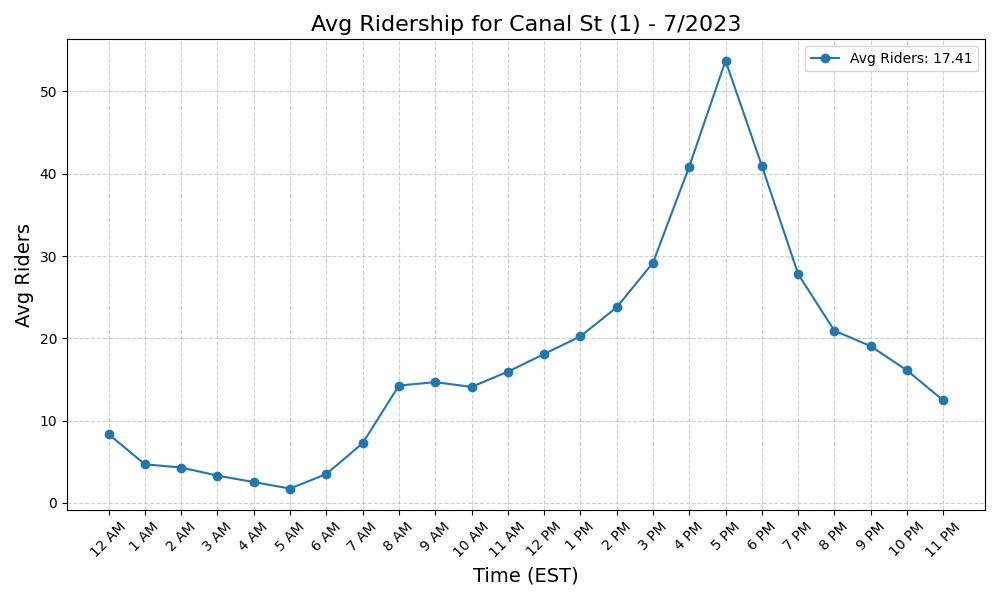 Avg Ridership for Canal St (1) - 7/2023
Avg Riders: 17.41
Avg Riders
50
40
30
20
10
0
12 AM
1 AM
2 AM
3 AM
4 AM
5 AM
6 AM
7 AM
8 AM
9 AM
10 AM
11 AM
12 PM
1 PM
2 PM
3 PM
4 PM
5 PM
6 PM
7 PM
8 PM
9 PM
10 PM
11 PM
Time (EST)